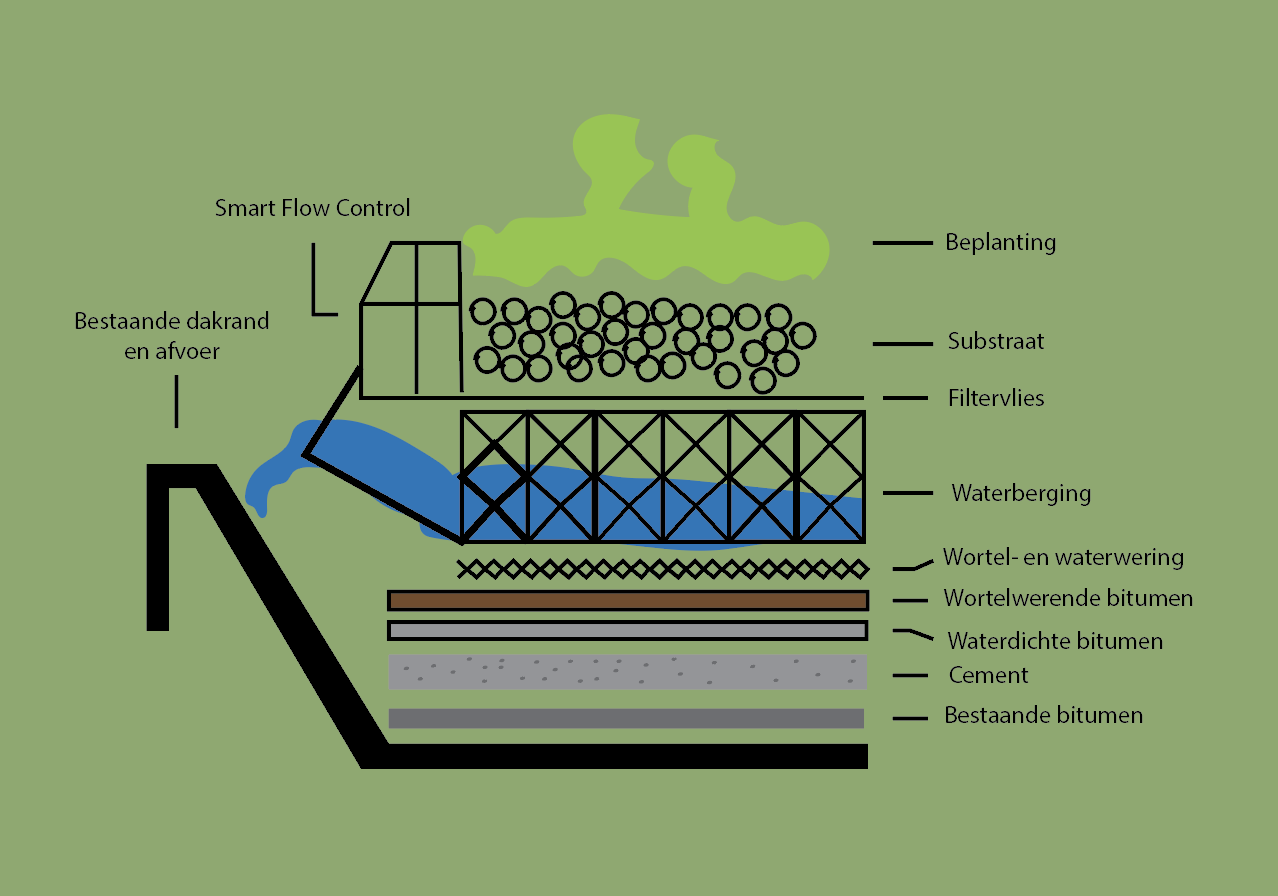 Smart Flow Control
Bestaande dakrand
en afvoer
Beplanting
Substraat
Filtervlies
Waterberging
Wortel- en waterwering
Wortelwerende bitumen
Waterdichte bitumen
Cement
Bestaande bitumen